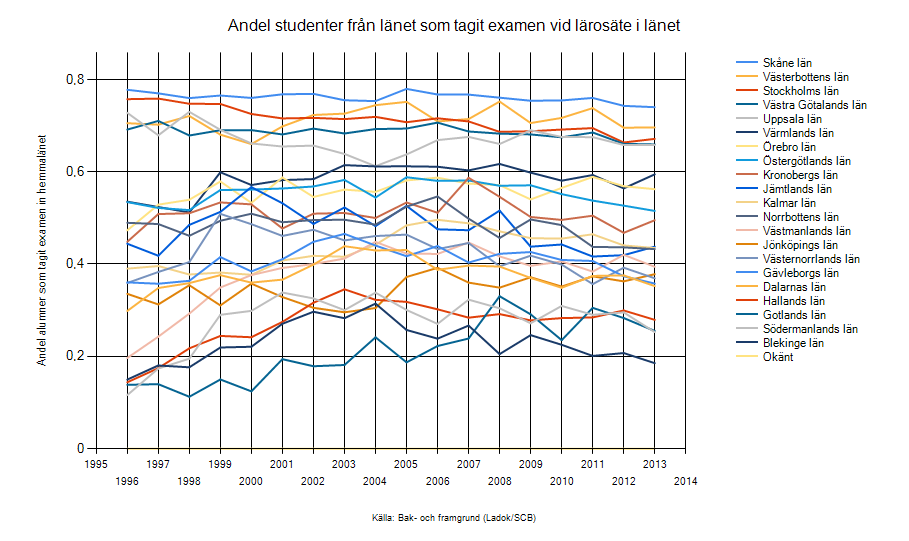 Andel studenter från länet som tagit examen vid lärosäte i länet
Andel alumner som tagit examen in hemmalänet
0,8
0,6
0,4
0,2
0
1995
1997
1999
2001
2003
2005
2007
2009
2011
2013
1996
1998
2000
2002
2004
2006
2008
2010
2012
2014
Skåne län
Västerbottens län
Stockholms län
Västra Götalands län
Uppsala län
Värmlands län
Örebro län
Östergötlands län
Kronobergs län
Jämtlands län
Kalmar län
Norrbottens län
Västmanlands län
Jönköpings län
Västernorrlands län
Gävleborgs län
Dalarnas län
Hallands län
Gotlands län
Södermanlands län
Blekinge län
Okänt
Källa: Bak- och framgrund (Ladok/SCB)